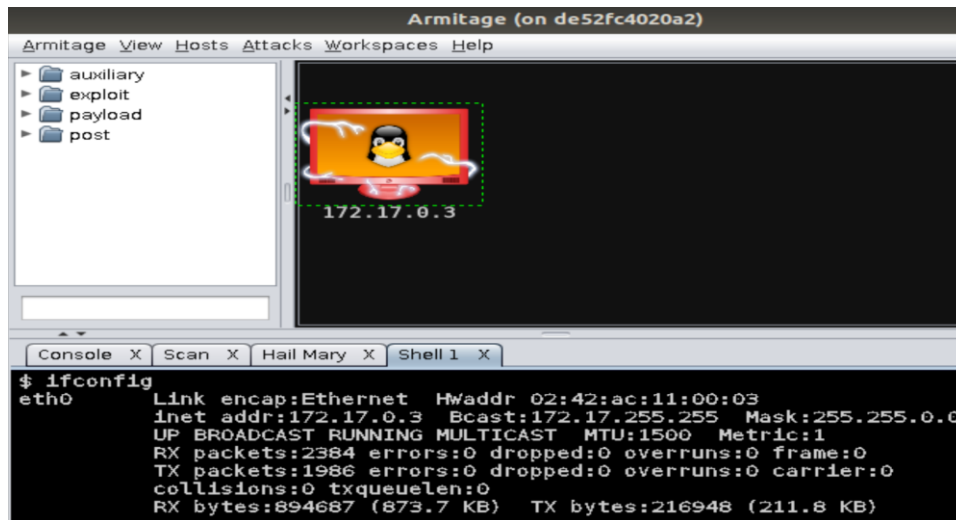 Armitage (on de52fc4020a2)
Armitage View Hosts Attacks Workspaces Help
auxiliary
exploit
payload
post
172.17.0.3
Console X Scan X Hail Mary X Shell 1 X
$ ifconfig
eth0 Link encap:Ethernet HWaddr 02:42:ac:11:00:03
inet addr:172.17.0.3 Bcast:172.17.255.255 Mask:255.255.0.0
UP BROADCAST RUNNING MULTICAST MTU:1500 Metric:1
RX packets:2384 errors:0 dropped:0 overruns:0 frame:0
TX packets:1986 errors:0 dropped:0 overruns:0 carrier:0
collisions:0 txqueuelen:0
RX bytes:894687 (873.7 KB) TX bytes:216948 (211.8 KB)